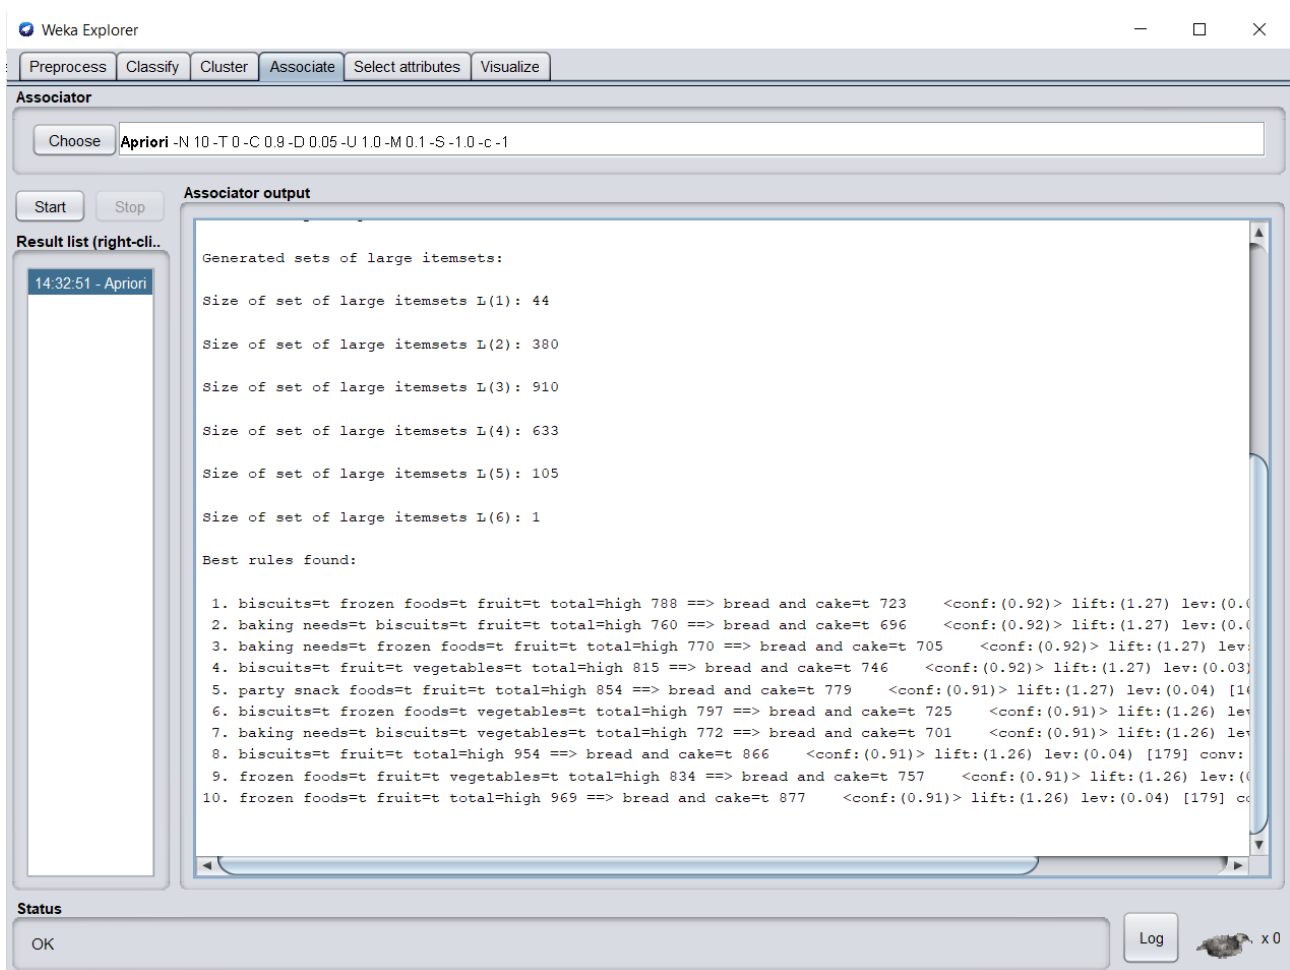 Weka Explorer
Preprocess Classify Cluster Associate Select attributes Visualize
Associator
Choose Apriori -N 10 -T 0 -C 0.9 -D 0.05 -U 1.0 -M 0.1 -S -1.0 -c -1
Start Stop
Associator output
Result list (right-cli..
14:32:51 - Apriori
Generated sets of large itemsets:
Size of set of large itemsets L(1): 44
Size of set of large itemsets L(2): 380
Size of set of large itemsets L(3): 910
Size of set of large itemsets L(4): 633
Size of set of large itemsets L(5): 105
Size of set of large itemsets L(6): 1
Best rules found:
1. biscuits=t frozen foods=t fruit=t total=high 788 ==> bread and cake=t 723 <conf:(0.92)> lift:(1.27) lev:(0.0
2. baking needs=t biscuits=t fruit=t total=high 760 ==> bread and cake=t 696 <conf:(0.92)> lift:(1.27) lev:(0.0
3. baking needs=t frozen foods=t fruit=t total=high 770 ==> bread and cake=t 705 <conf:(0.92)> lift:(1.27) lev:
4. biscuits=t fruit=t vegetables=t total=high 815 ==> bread and cake=t 746 <conf:(0.92)> lift:(1.27) lev:(0.03)
5. party snack foods=t fruit=t total=high 854 ==> bread and cake=t 779 <conf:(0.91)> lift:(1.27) lev:(0.04) [16
6. biscuits=t frozen foods=t vegetables=t total=high 797 ==> bread and cake=t 725 <conf:(0.91)> lift:(1.26) lev
7. baking needs=t biscuits=t vegetables=t total=high 772 ==> bread and cake=t 701 <conf:(0.91)> lift:(1.26) lev
8. biscuits=t fruit=t total=high 954 ==> bread and cake=t 866 <conf:(0.91)> lift:(1.26) lev:(0.04) [179] conv:
9. frozen foods=t fruit=t vegetables=t total=high 834 ==> bread and cake=t 757 <conf:(0.91)> lift:(1.26) lev:(
10. frozen foods=t fruit=t total=high 969 ==> bread and cake=t 877 <conf:(0.91)> lift:(1.26) lev:(0.04) [179] co
Status
OK
Log x 0